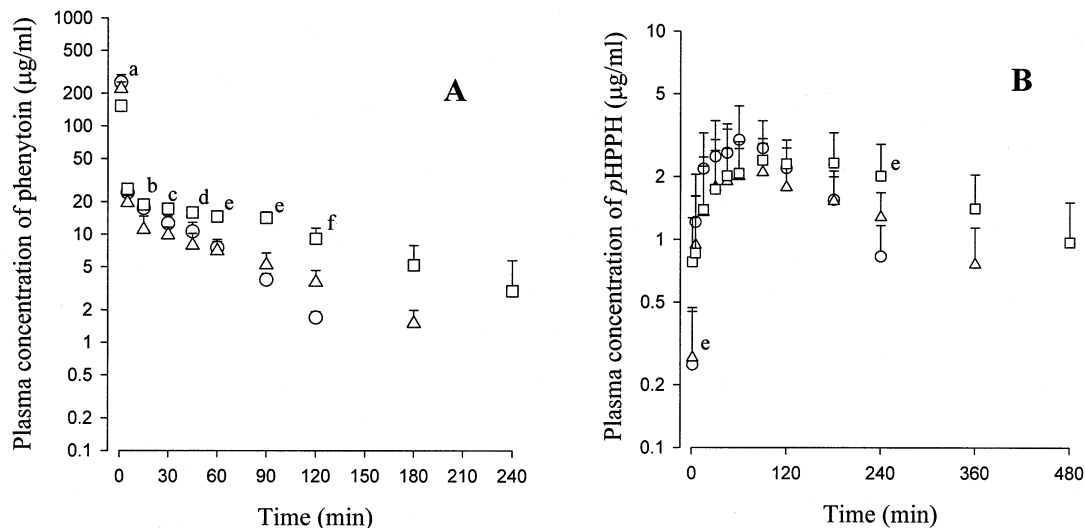 Plasma concentration of phenytoin (μg/ml)
1000
500
200
100
50
20
10
5
2
1
0.5
0.2
0.1
a
b
c
d
e
e
f
A
0 30 60 90 120 150 180 210 240
Time (min)
Plasma concentration of pHPPH (μg/ml)
10
5
2
1
0.5
0.2
0.1
e
e
B
0 120 240 360 480
Time (min)